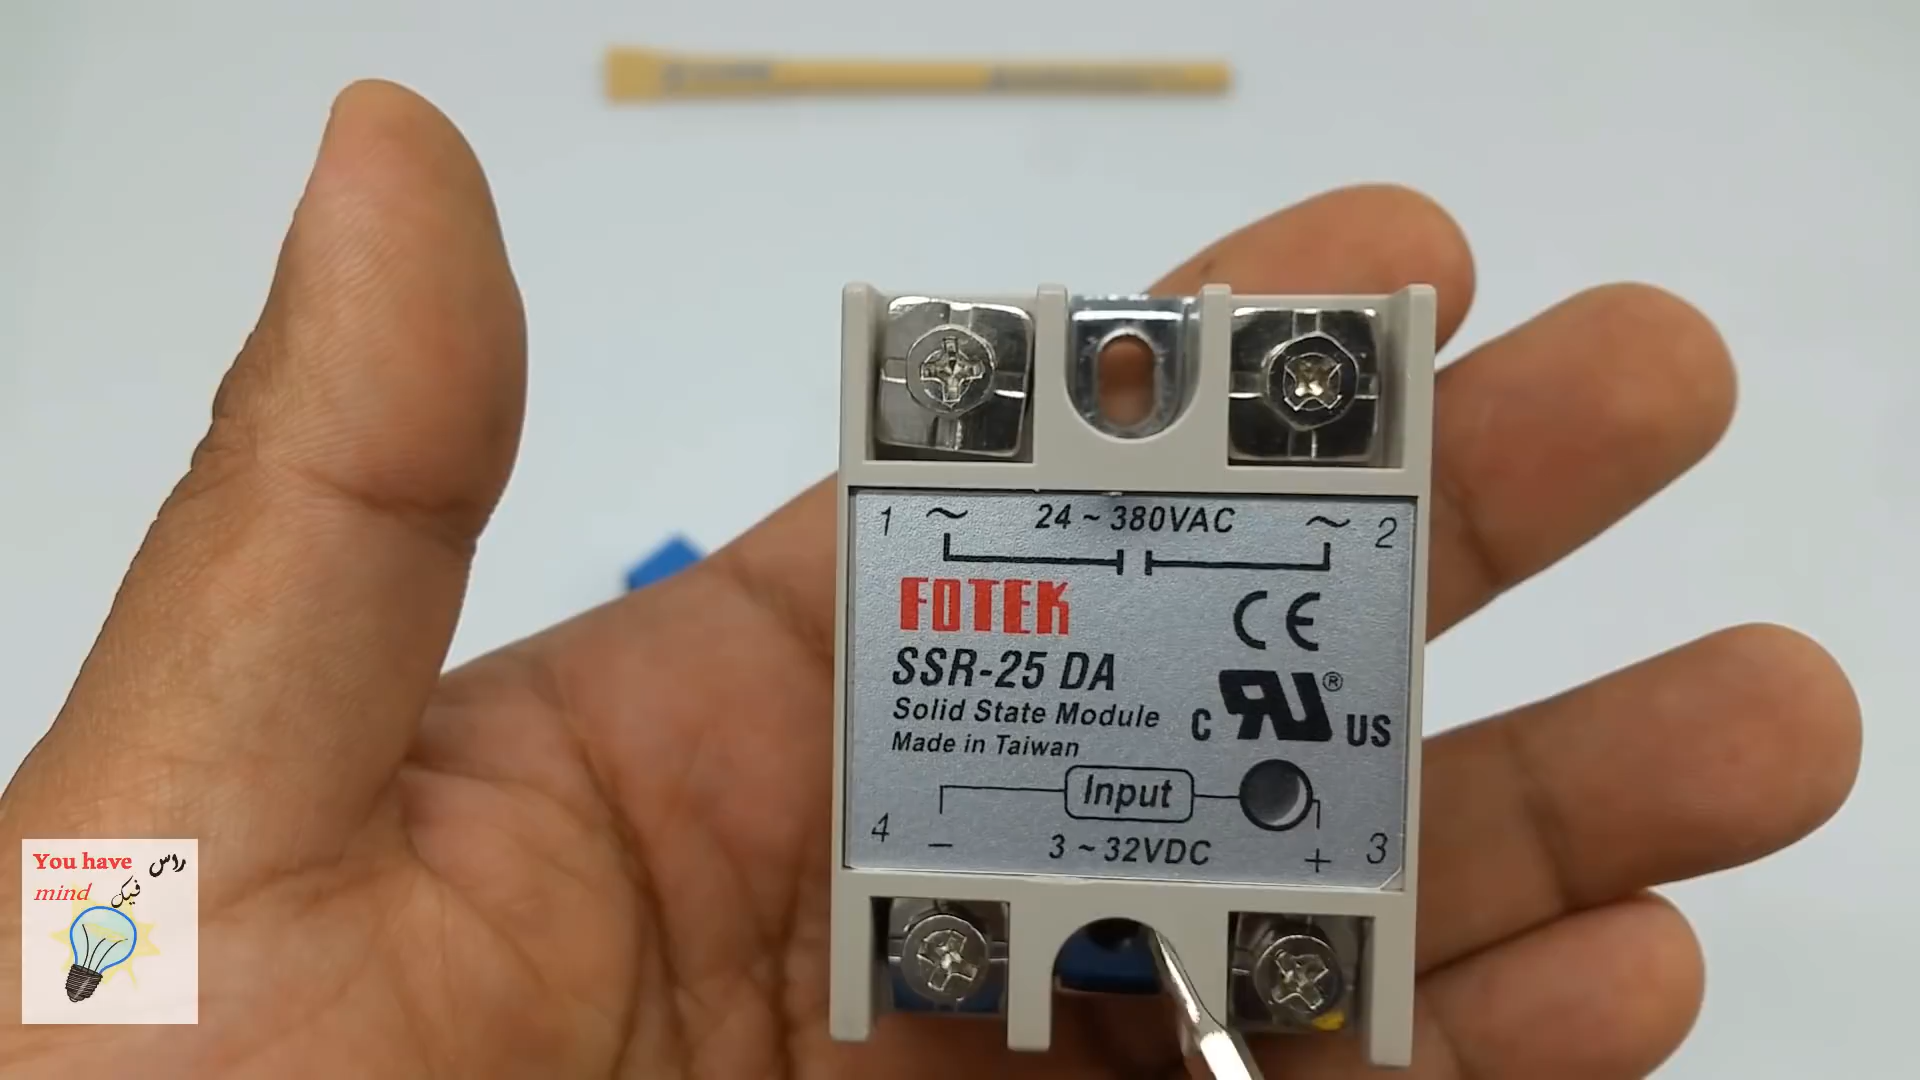 1 ~ 24 ~ 380VAC ~ 2
FOTEK
CE
SSR-25 DA
Solid State Module
Made in Taiwan
C RU ® US
Input
4 - 3 ~ 32VDC + 3
You have راس
mind فيك